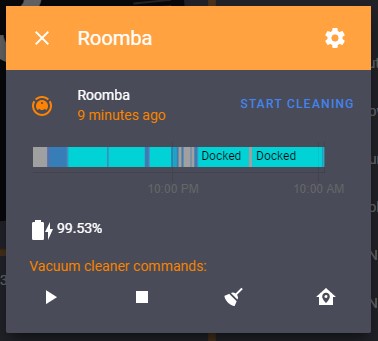 Roomba
Roomba
9 minutes ago
START CLEANING
Docked Docked
10:00 PM 10:00 AM
99.53%
Vacuum cleaner commands: